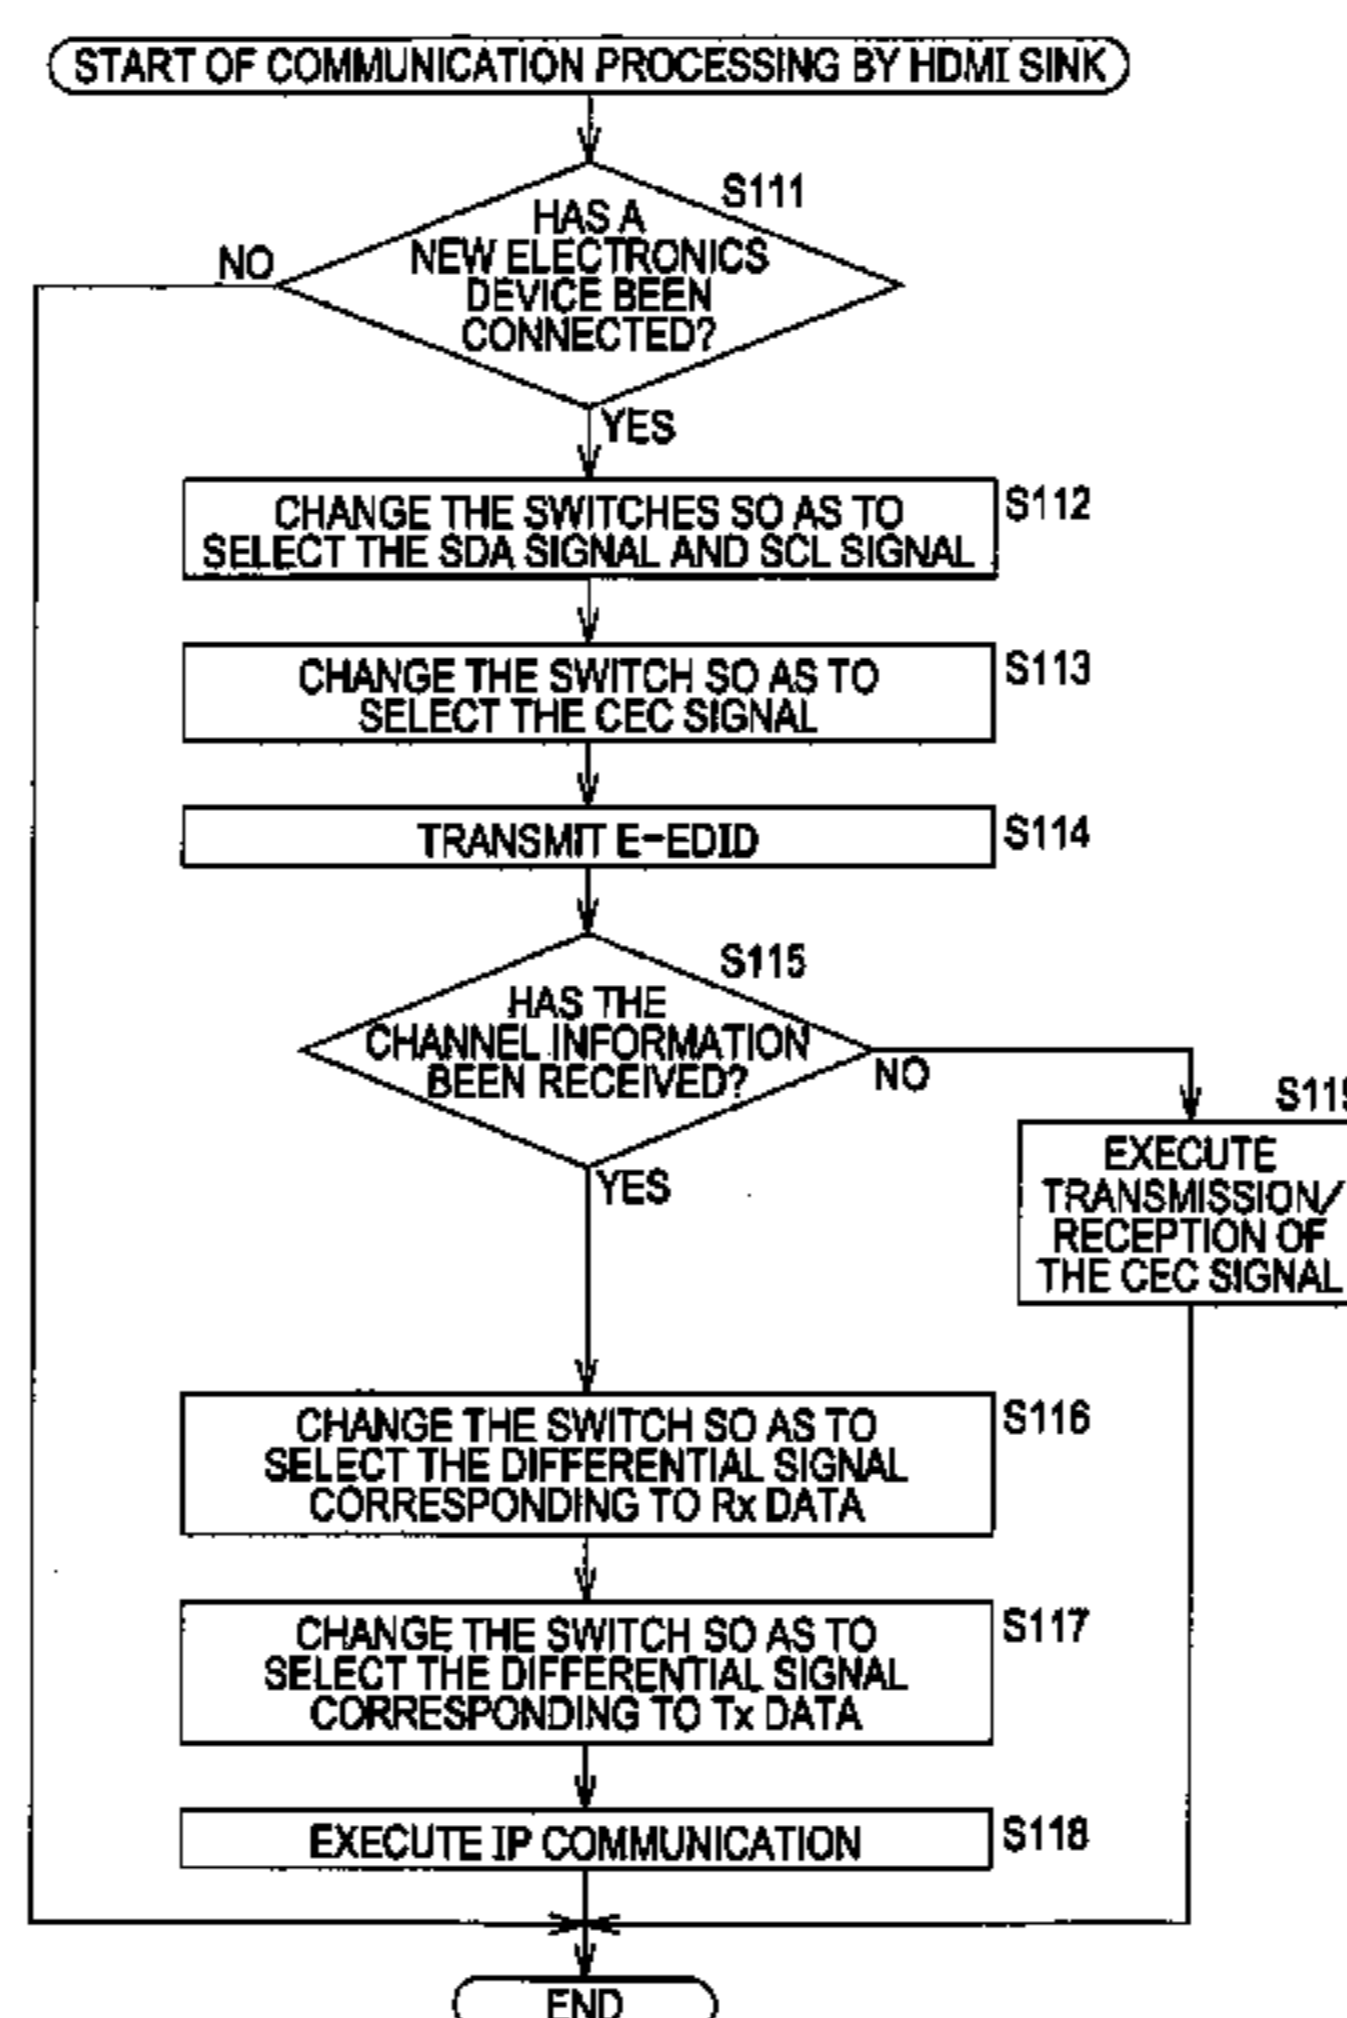 START OF COMMUNICATION PROCESSING BY HDMI SINK
S111
HAS A
NEW ELECTRONICS
DEVICE BEEN
CONNECTED?
NO
YES
CHANGE THE SWITCHES SO AS TO
SELECT THE SDA SIGNAL AND SCL SIGNAL
S112
CHANGE THE SWITCH SO AS TO
SELECT THE CEC SIGNAL
S113
TRANSMIT E-EDID
S114
S115
HAS THE
CHANNEL INFORMATION
BEEN RECEIVED?
NO
YES
S119
EXECUTE
TRANSMISSION/
RECEPTION OF
THE CEC SIGNAL
CHANGE THE SWITCH SO AS TO
SELECT THE DIFFERENTIAL SIGNAL
CORRESPONDING TO Rx DATA
S116
CHANGE THE SWITCH SO AS TO
SELECT THE DIFFERENTIAL SIGNAL
CORRESPONDING TO Tx DATA
S117
EXECUTE IP COMMUNICATION
S118
END